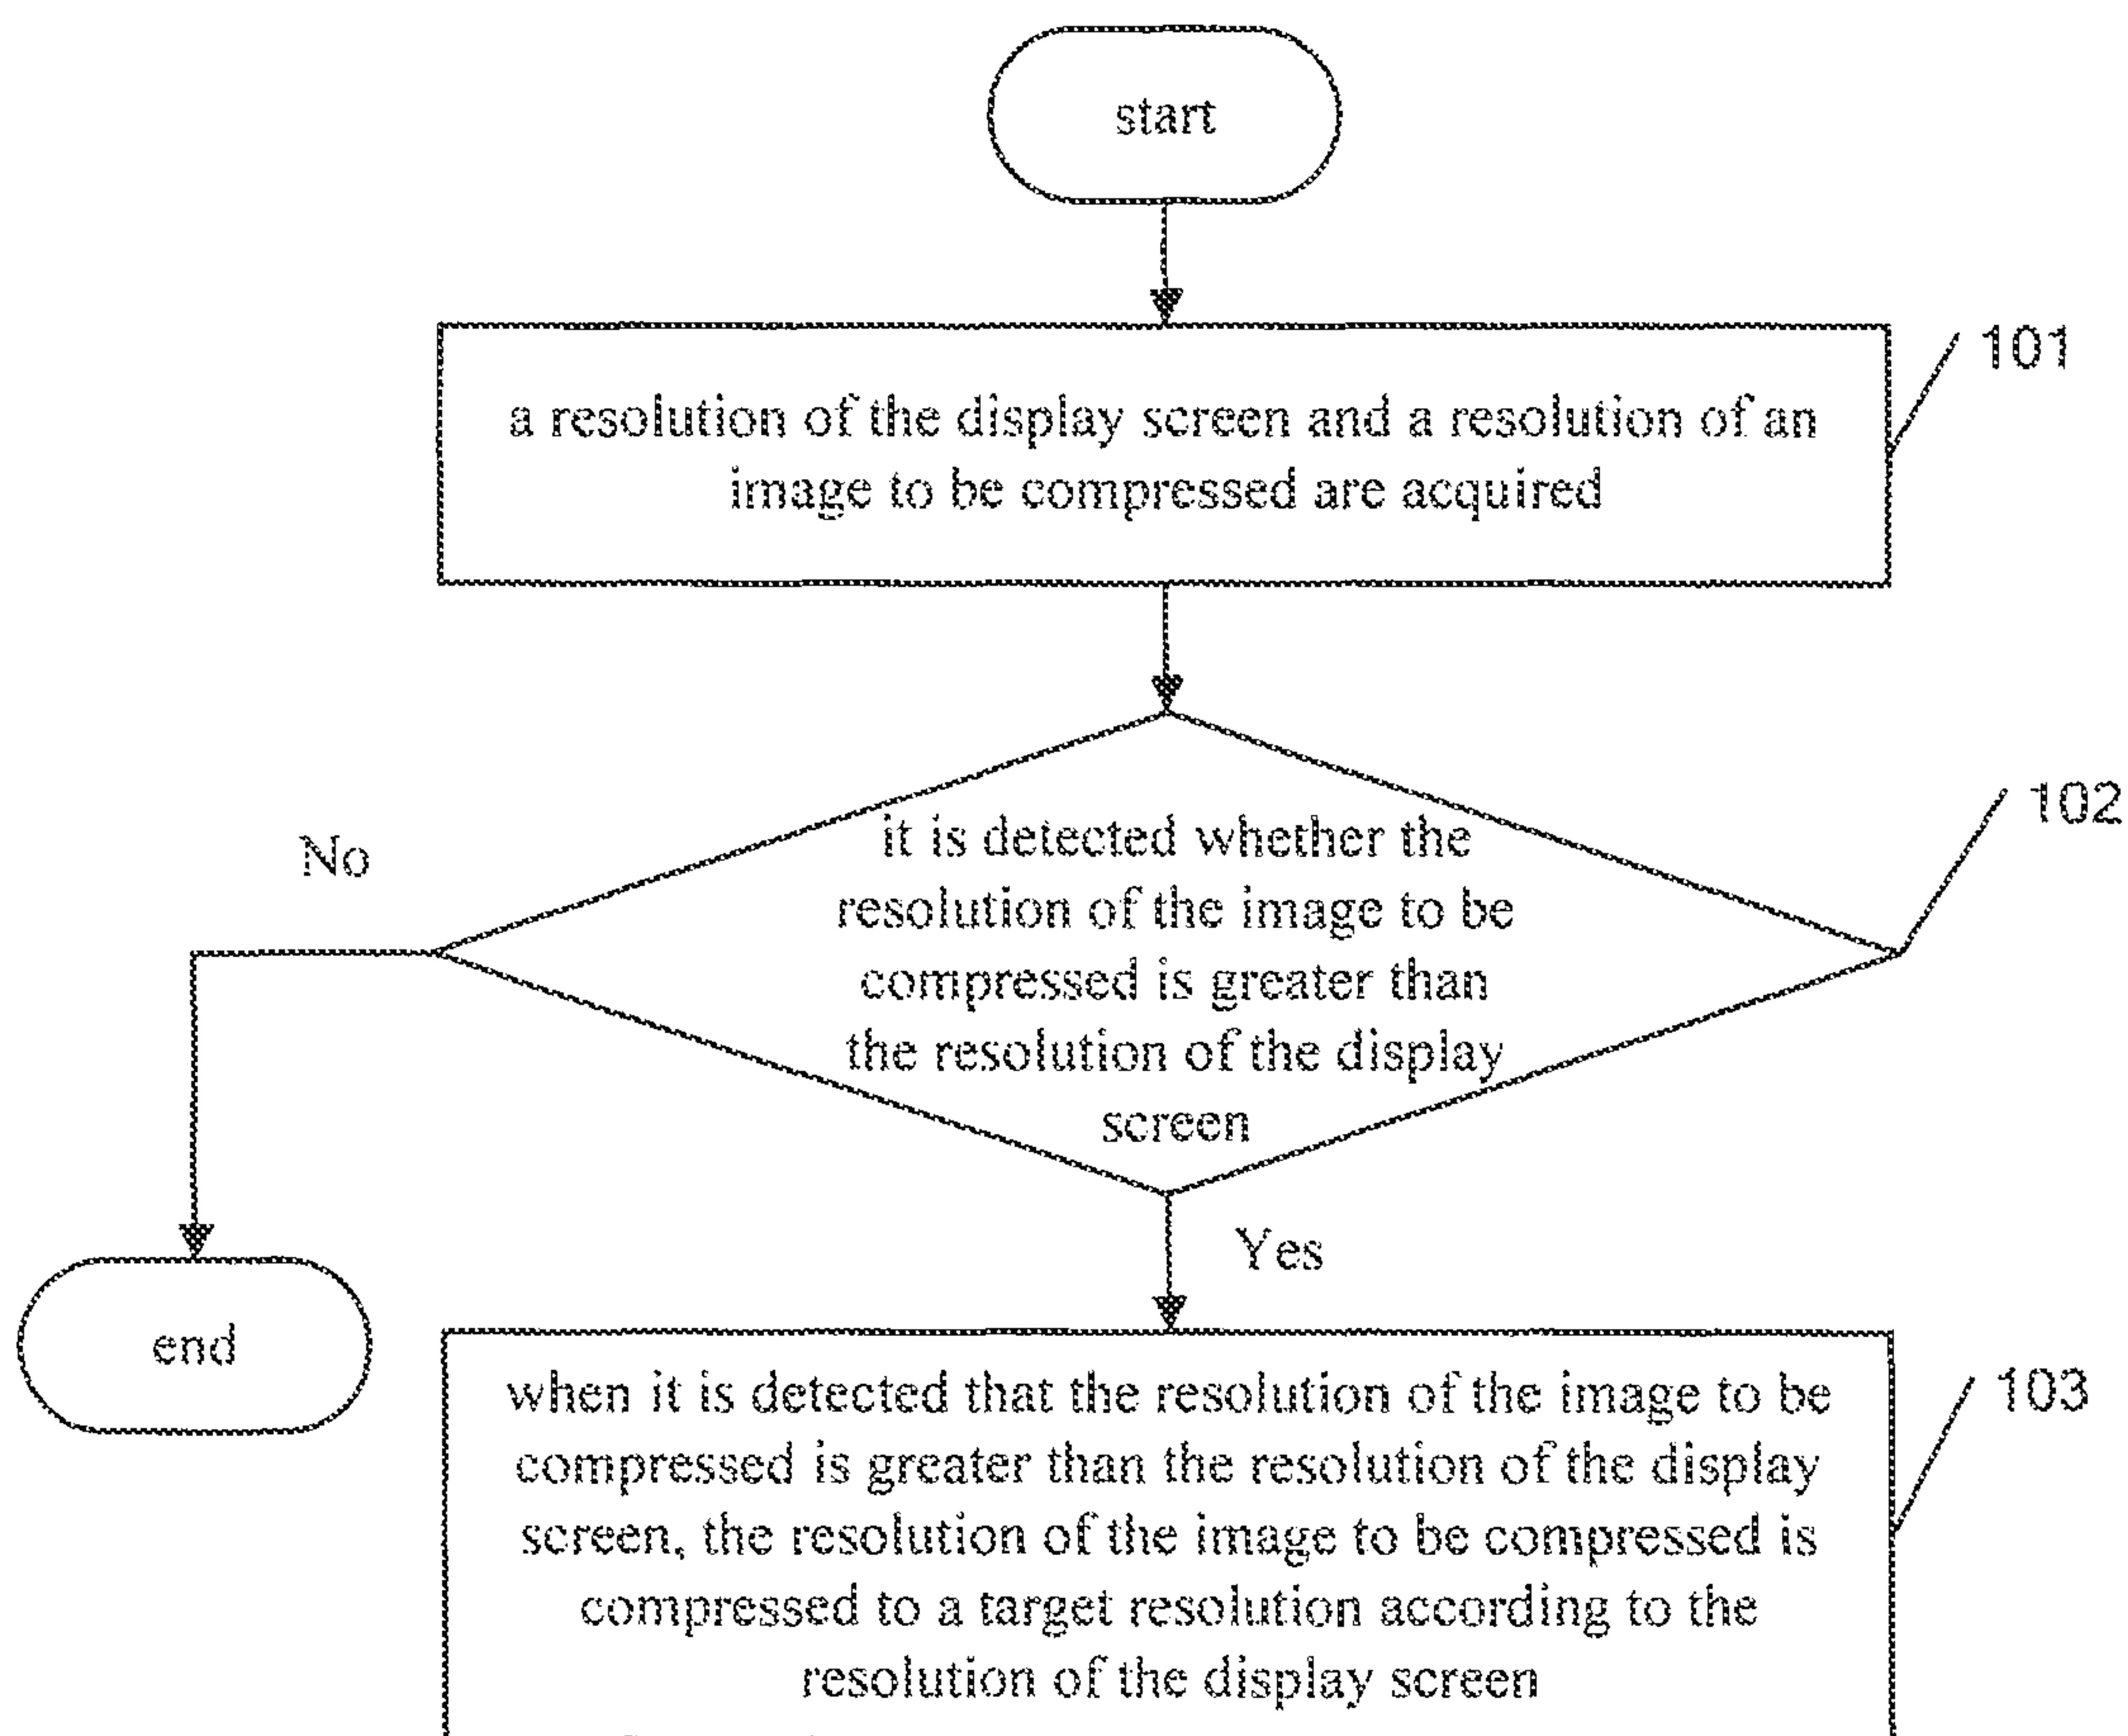 start
101
a resolution of the display screen and a resolution of an
image to be compressed are acquired
102
No
it is detected whether the
resolution of the image to be
compressed is greater than
the resolution of the display
screen
Yes
end
103
when it is detected that the resolution of the image to be
compressed is greater than the resolution of the display
screen, the resolution of the image to be compressed is
compressed to a target resolution according to the
resolution of the display screen